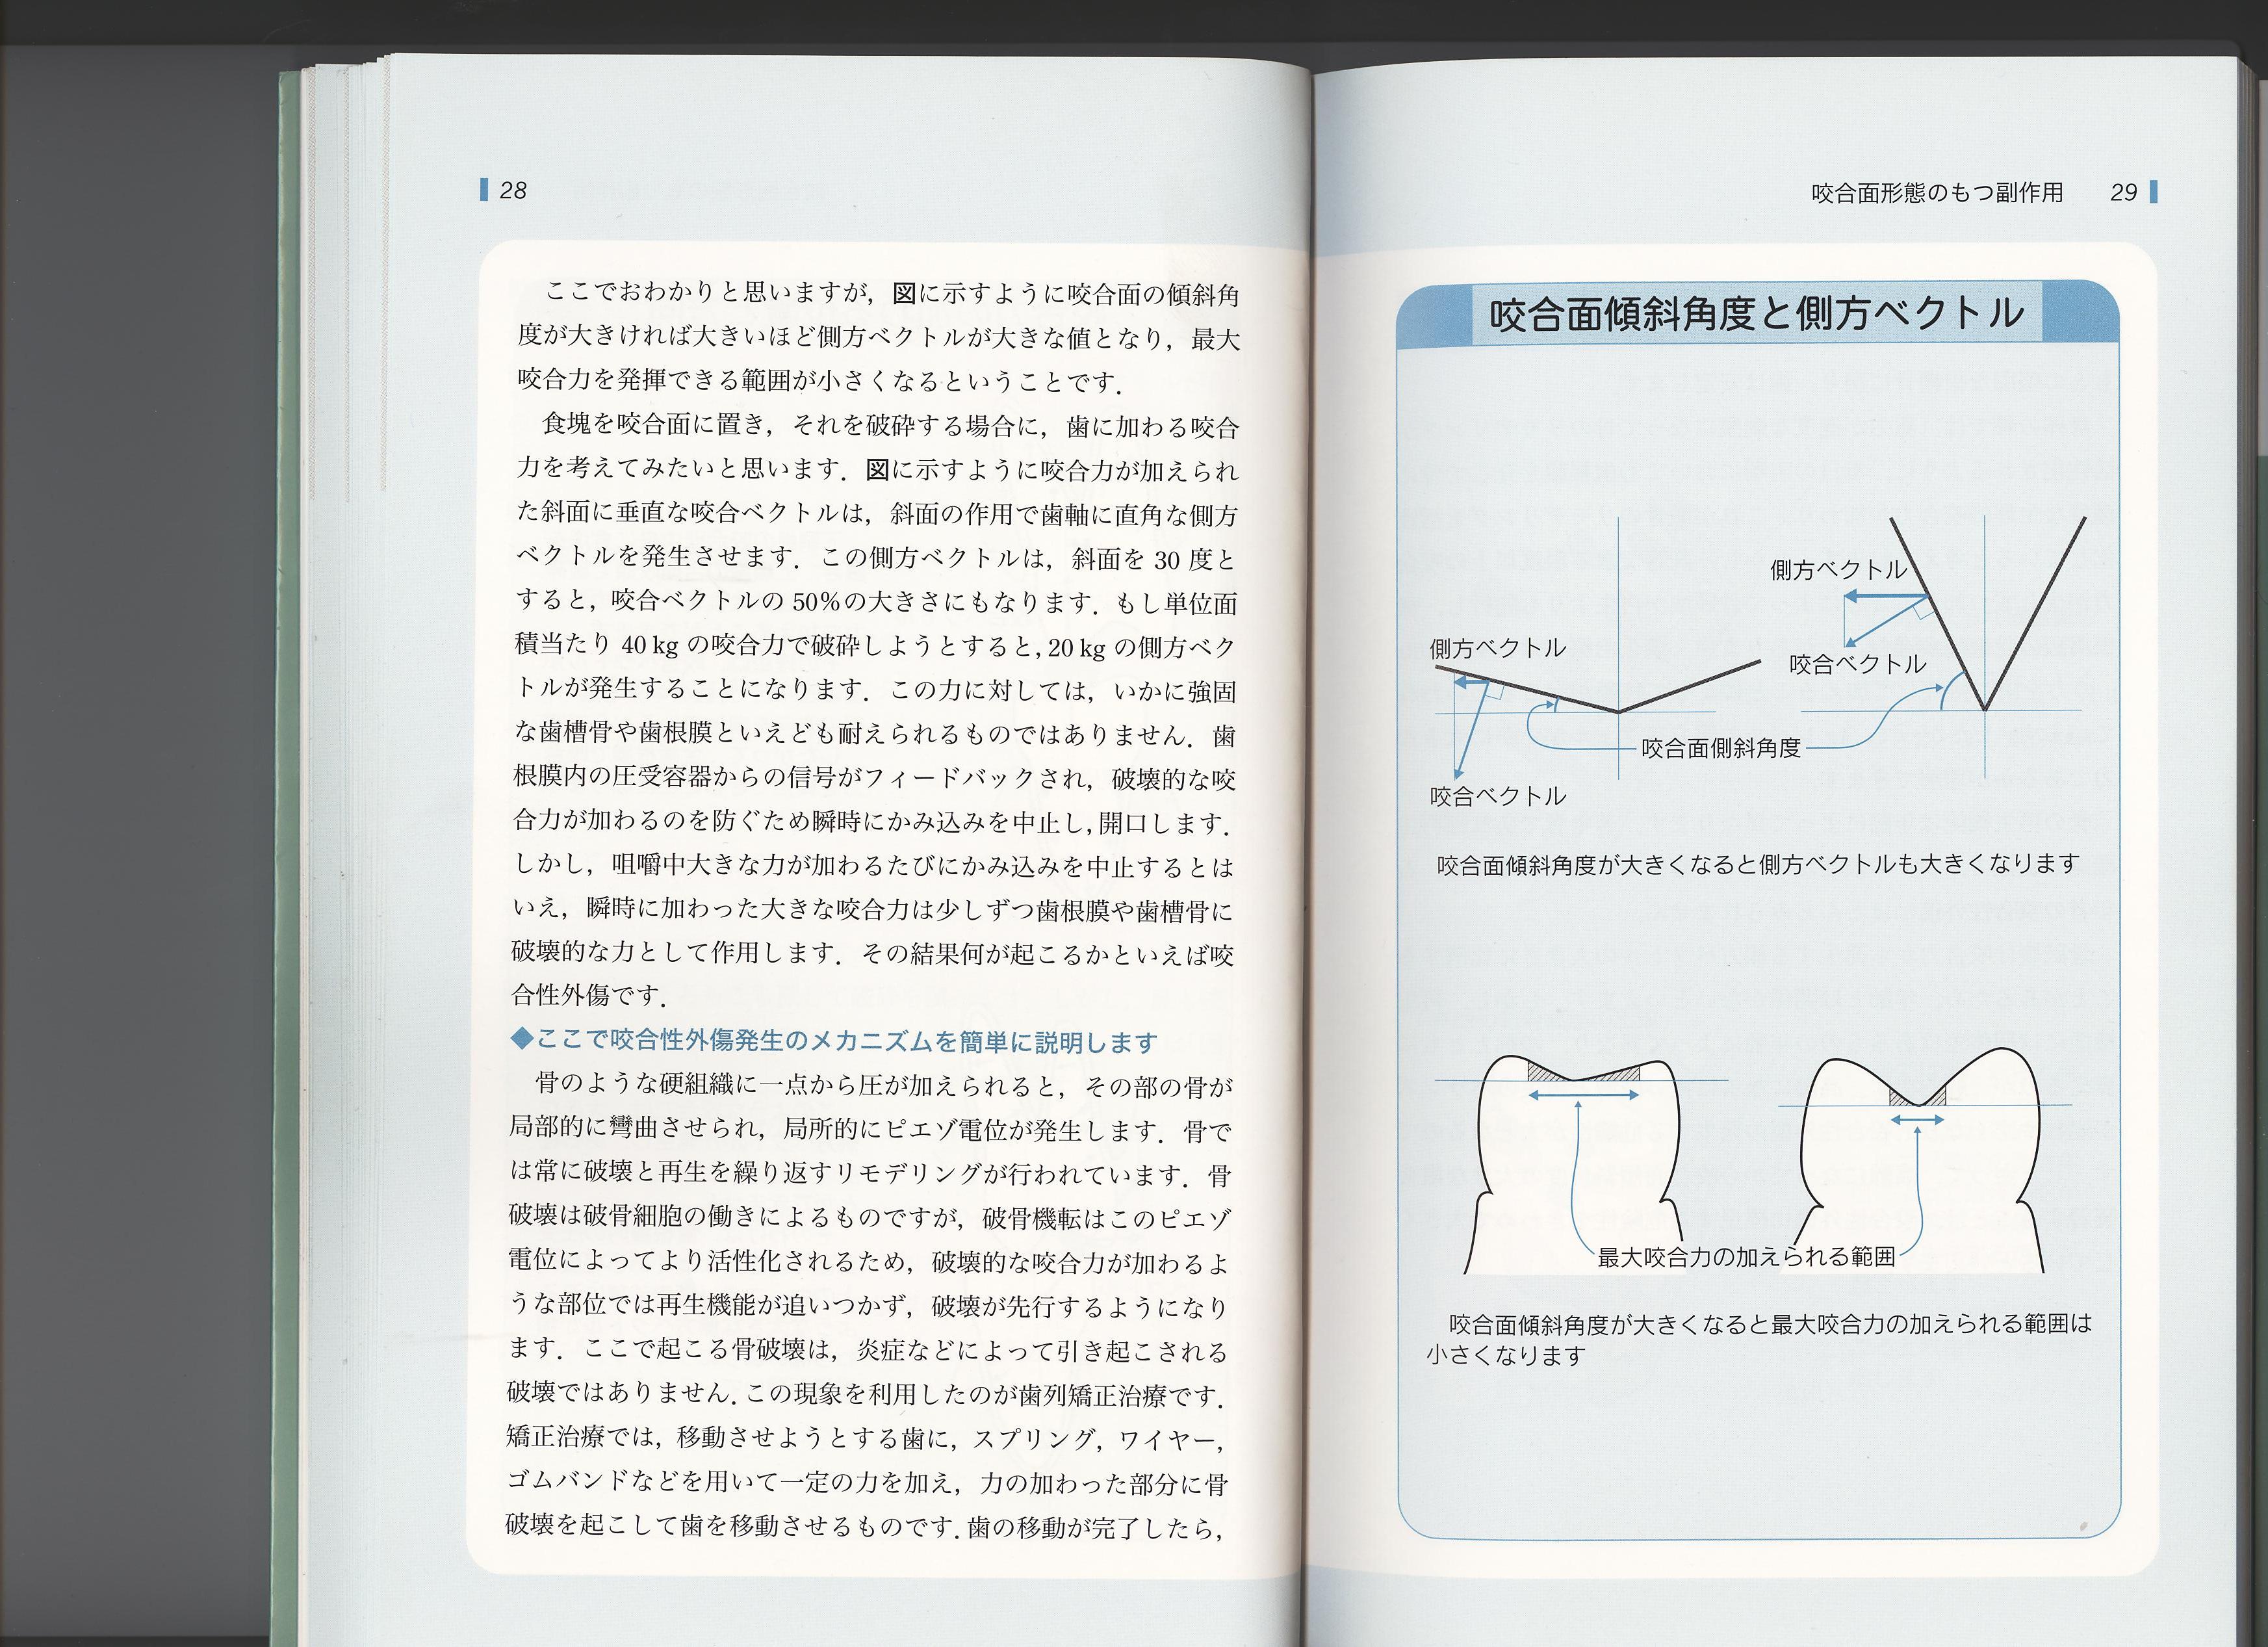 28
ここでおわかりと思いますが，図に示すように咬合面の傾斜角
度が大きければ大きいほど側方ベクトルが大きな値となり，最大
咬合力を発揮できる範囲が小さくなるということです．
食塊を咬合面に置き，それを破砕する場合に，歯に加わる咬合
力を考えてみたいと思います．図に示すように咬合力が加えられ
た斜面に垂直な咬合ベクトルは，斜面の作用で歯軸に直角な側方
ベクトルを発生させます．この側方ベクトルは，斜面を 30 度と
すると，咬合ベクトルの 50％の大きさにもなります．もし単位面
積当たり 40 kg の咬合力で破砕しようとすると，20 kg の側方ベク
トルが発生することになります．この力に対しては，いかに強固
な歯槽骨や歯根膜といえども耐えられるものではありません．歯
根膜内の圧受容器からの信号がフィードバックされ，破壊的な咬
合力が加わるのを防ぐため瞬時にかみ込みを中止し，開口します．
しかし，咀嚼中大きな力が加わるたびにかみ込みを中止するとは
いえ，瞬時に加わった大きな咬合力は少しずつ歯根膜や歯槽骨に
破壊的な力として作用します．その結果何が起こるかといえば咬
合性外傷です．
◆ここで咬合性外傷発生のメカニズムを簡単に説明します
骨のような硬組織に一点から圧が加えられると，その部の骨が
局部的に彎曲させられ，局所的にピエゾ電位が発生します．骨で
は常に破壊と再生を繰り返すリモデリングが行われています．骨
破壊は破骨細胞の働きによるものですが，破骨機転はこのピエゾ
電位によってより活性化されるため，破壊的な咬合力が加わるよ
うな部位では再生機能が追いつかず，破壊が先行するようになり
ます．ここで起こる骨破壊は，炎症などによって引き起こされる
破壊ではありません．この現象を利用したのが歯列矯正治療です．
矯正治療では，移動させようとする歯に，スプリング，ワイヤー，
ゴムバンドなどを用いて一定の力を加え，力の加わった部分に骨
破壊を起こして歯を移動させるものです．歯の移動が完了したら，
咬合面形態のもつ副作用 29
咬合面傾斜角度と側方ベクトル
側方ベクトル
咬合ベクトル
側方ベクトル
咬合面側斜角度
咬合ベクトル
咬合面傾斜角度が大きくなると側方ベクトルも大きくなります
最大咬合力の加えられる範囲
咬合面傾斜角度が大きくなると最大咬合力の加えられる範囲は
小さくなります